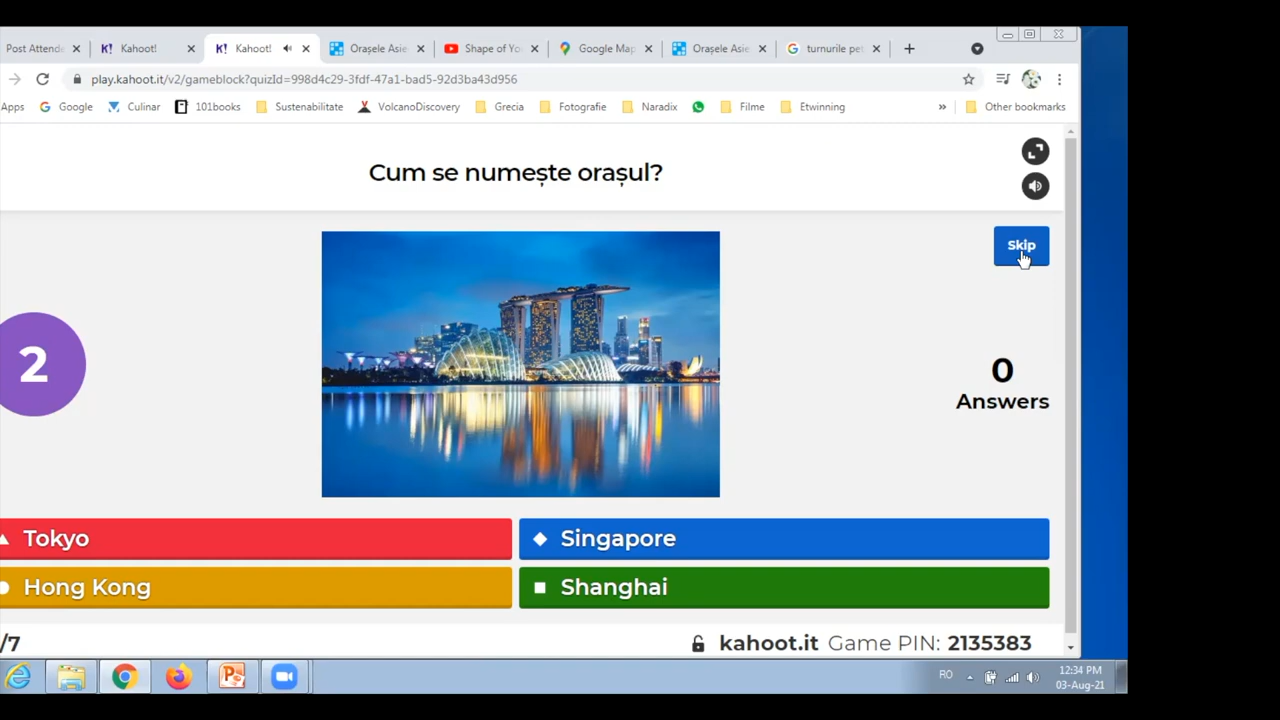 Post Attende
Kahoot!
Kahoot!
Orașele Asie
Shape of Yo
Google Map
Orașele Asie
turnurile pet
play.kahoot.it/v2/gameblock?quizId=998d4c29-3fdf-47a1-bad5-92d3ba43d956
Apps
Google
Culinar
101books
Sustenabilitate
VolcanoDiscovery
Grecia
Fotografie
Naradix
Filme
Etwinning
»
Other bookmarks
Cum se numește orașul?
Skip
2
0
Answers
Tokyo
Singapore
Hong Kong
Shanghai
/7
kahoot.it Game PIN: 2135383
RO
12:34 PM
03-Aug-21